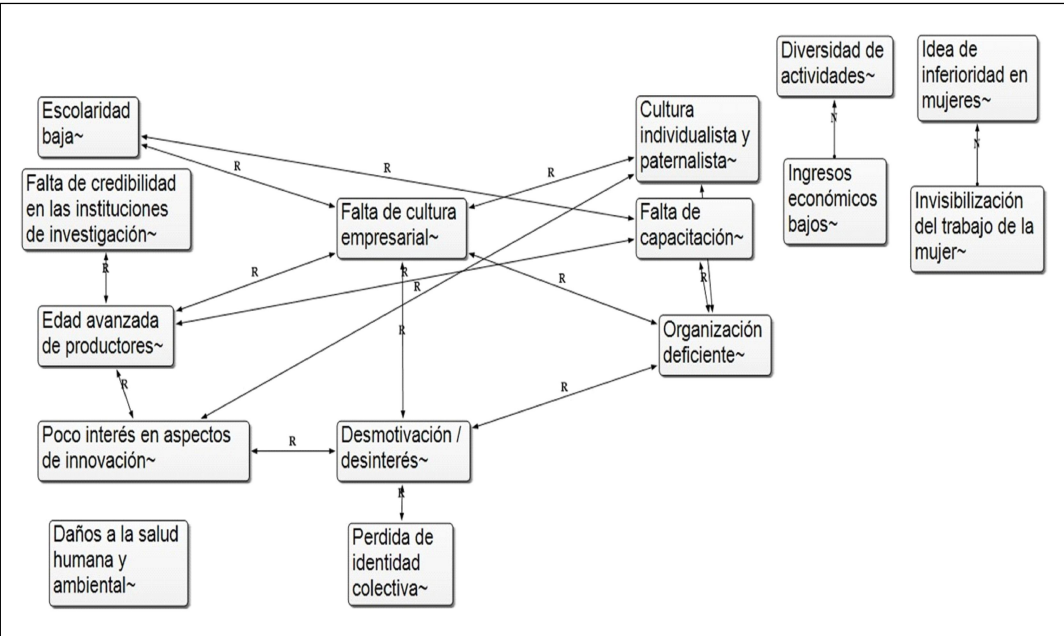 Escolaridad
baja~
Falta de credibilidad
en las instituciones
de investigación~
Edad avanzada
de productores~
Poco interés en aspectos
de innovación~
Daños a la salud
humana y
ambiental~
Falta de cultura
empresarial~
Desmotivación /
desinterés~
Perdida de
identidad
colectiva~
Cultura
individualista y
paternalista~
Falta de
capacitación~
Organización
deficiente~
Diversidad de
actividades~
Ingresos
económicos
bajos~
Idea de
inferioridad en
mujeres~
Invisibilización
del trabajo de la
mujer~
R
R
R
R
R
R
R
R
R
R
R
R
R
R
N
N